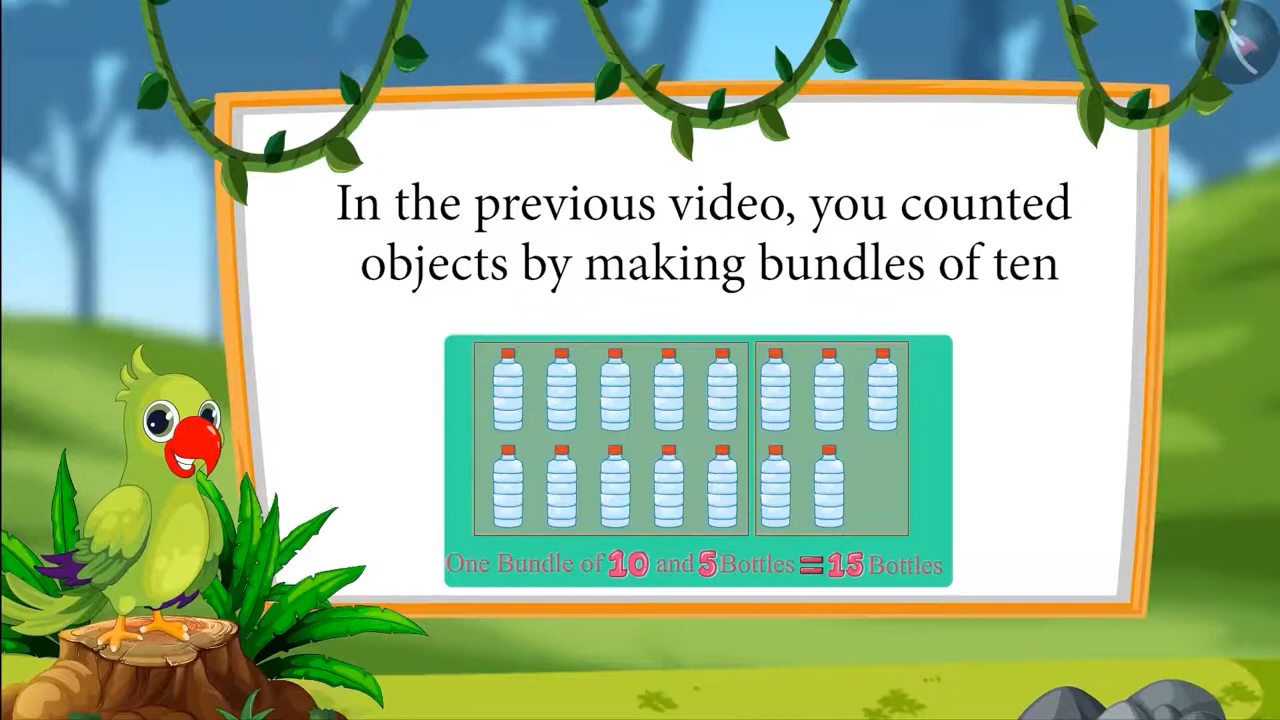 In the previous video, you counted
objects by making bundles of ten
One Bundle of 10 and 5 Bottles = 15 Bottles